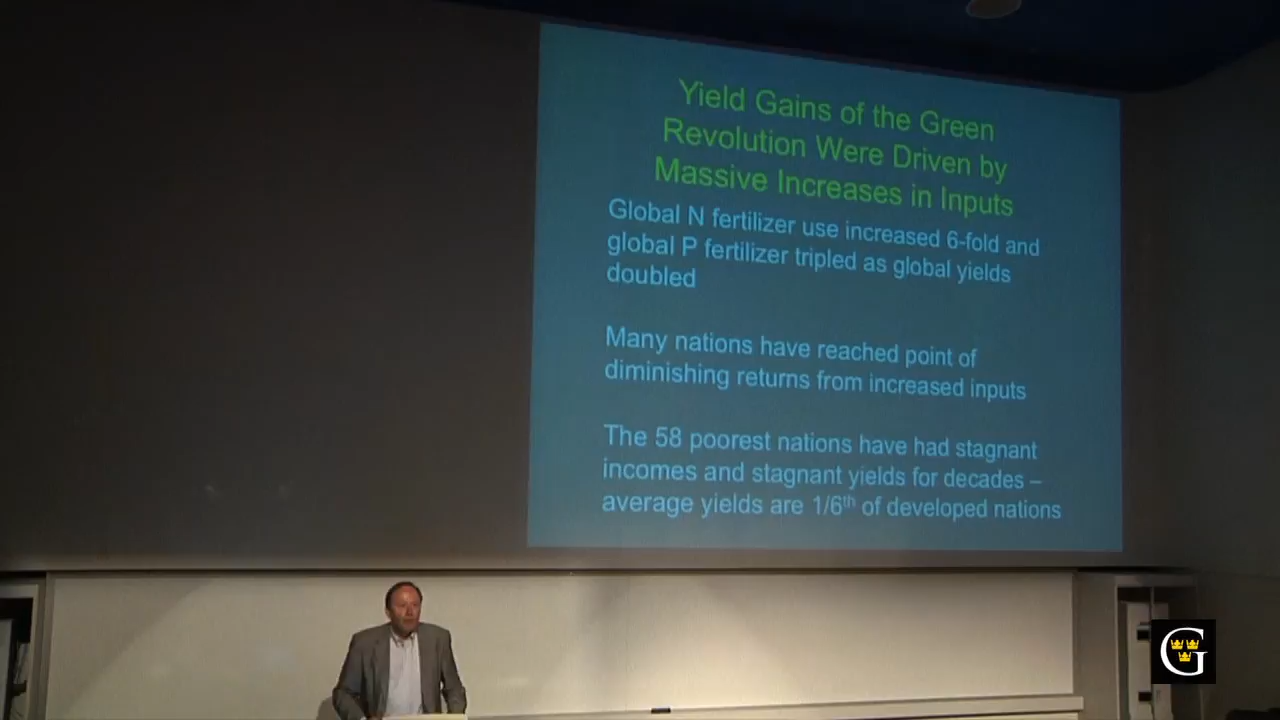 Yield Gains of the Green
Revolution Were Driven by
Massive Increases in Inputs
Global N fertilizer use increased 6-fold and
global P fertilizer tripled as global yields
doubled
Many nations have reached point of
diminishing returns from increased inputs
The 58 poorest nations have had stagnant
incomes and stagnant yields for decades –
average yields are 1/6th of developed nations
G